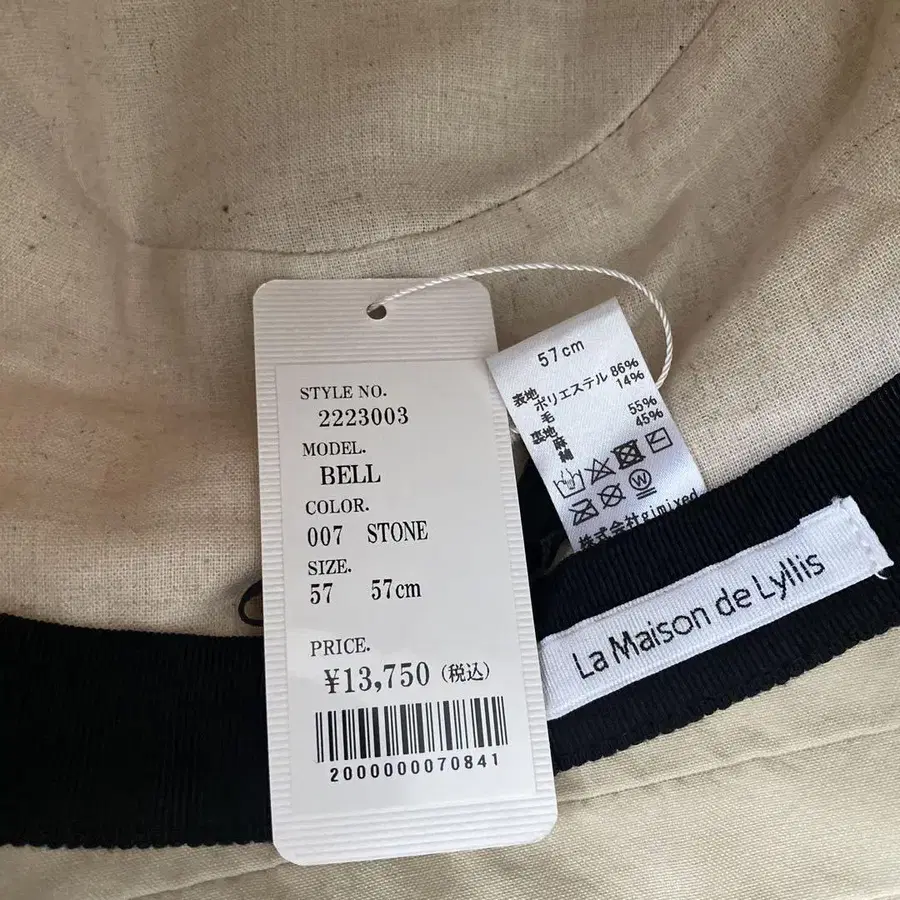 STYLE NO.
2223003
MODEL.
BELL
COLOR.
007 STONE
SIZE.
57 57cm
PRICE.
¥13,750 (税込)
2000000070841
57cm
表地
ポリエステル 86%
毛 14%
裏地
麻 55%
綿 45%
W
株式会社gimixed
La Maison de Lyllis